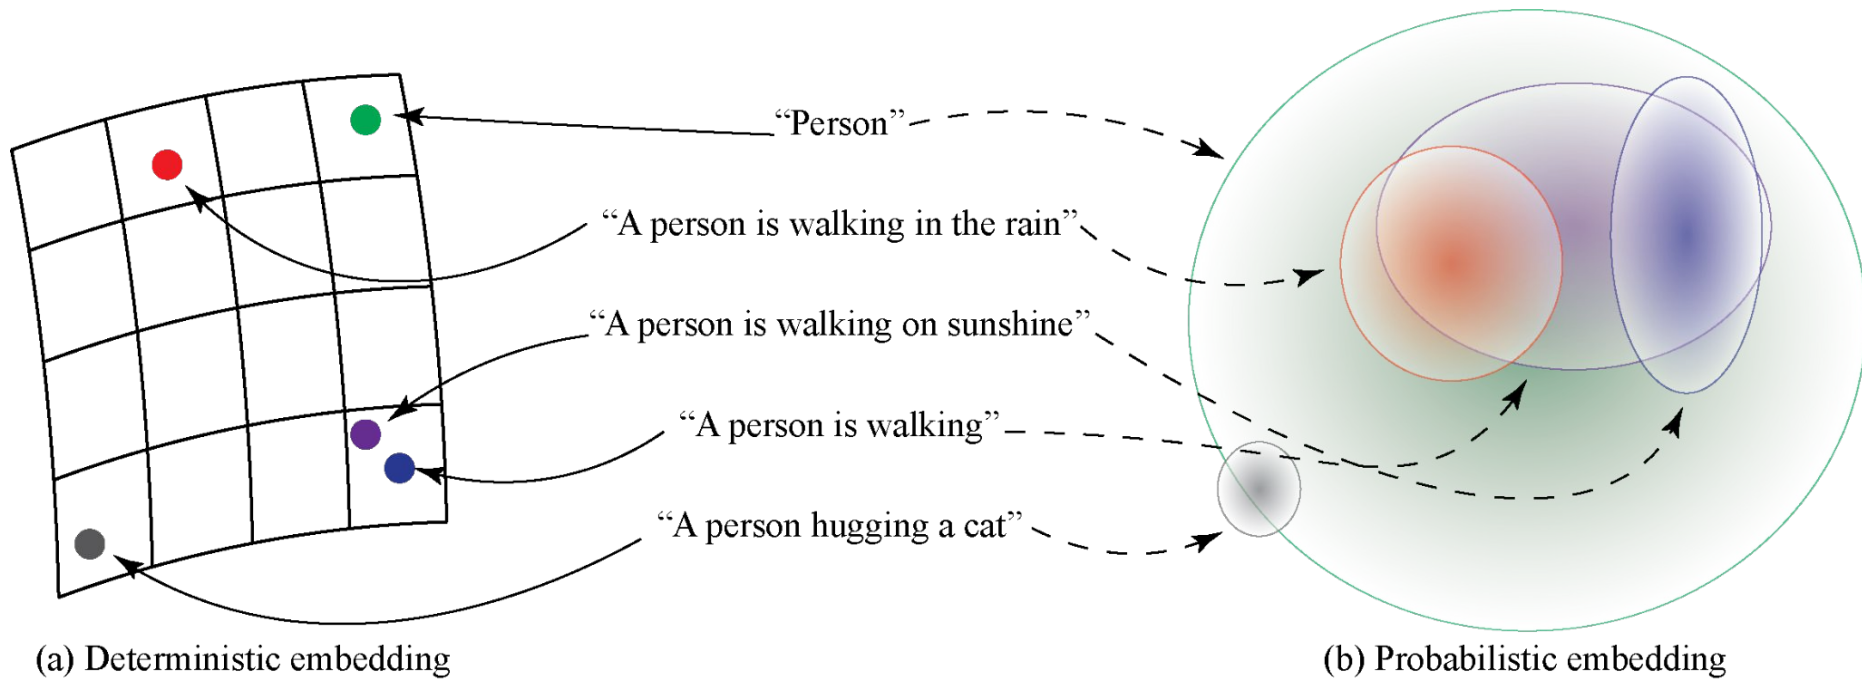 “Person”
“A person is walking in the rain”
“A person is walking on sunshine”
“A person is walking”
“A person hugging a cat”
(a) Deterministic embedding
(b) Probabilistic embedding